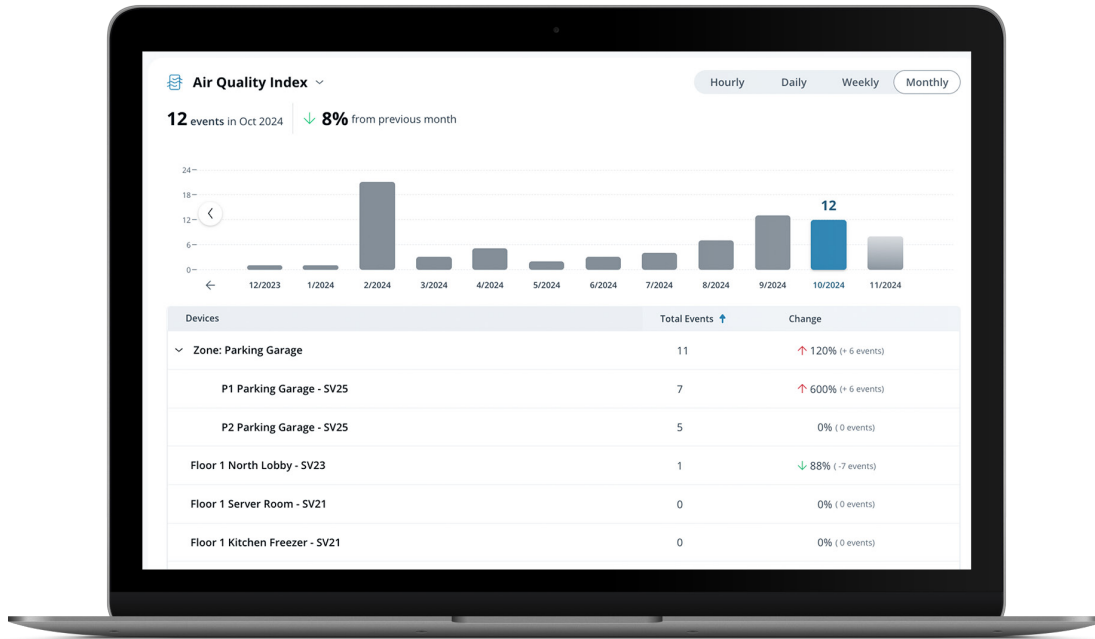 Air Quality Index
Hourly Daily Weekly Monthly
12 events in Oct 2024 ↓ 8% from previous month
24
18
12
6
0
12
12/2023 1/2024 2/2024 3/2024 4/2024 5/2024 6/2024 7/2024 8/2024 9/2024 10/2024 11/2024
Devices Total Events ↑ Change
Zone: Parking Garage 11 ↑ 120% (+ 6 events)
P1 Parking Garage - SV25 7 ↑ 600% (+ 6 events)
P2 Parking Garage - SV25 5 0% ( 0 events)
Floor 1 North Lobby - SV23 1 ↓ 88% ( -7 events)
Floor 1 Server Room - SV21 0 0% ( 0 events)
Floor 1 Kitchen Freezer - SV21 0 0% ( 0 events)